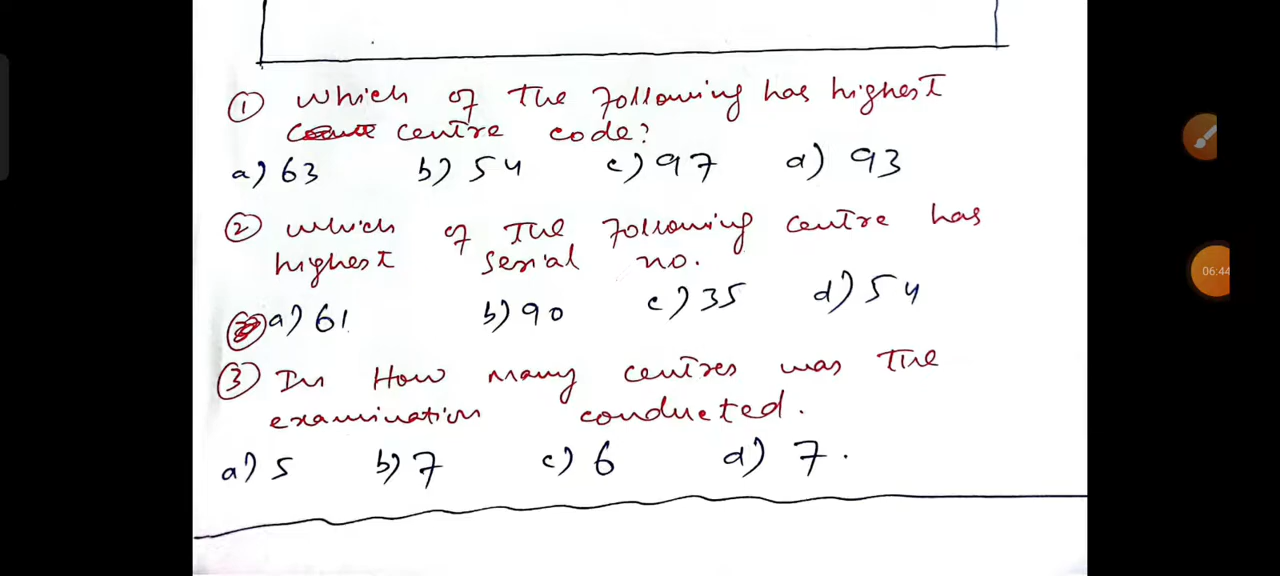 ① Which of the following has highest
centre code?
a) 63 b) 54 c) 97 d) 93
② Which of the following centre has
highest serial no.
a) 61 b) 90 c) 35 d) 54
③ In How many centres was the
examination conducted.
a) 5 b) 7 c) 6 d) 7.
06:44